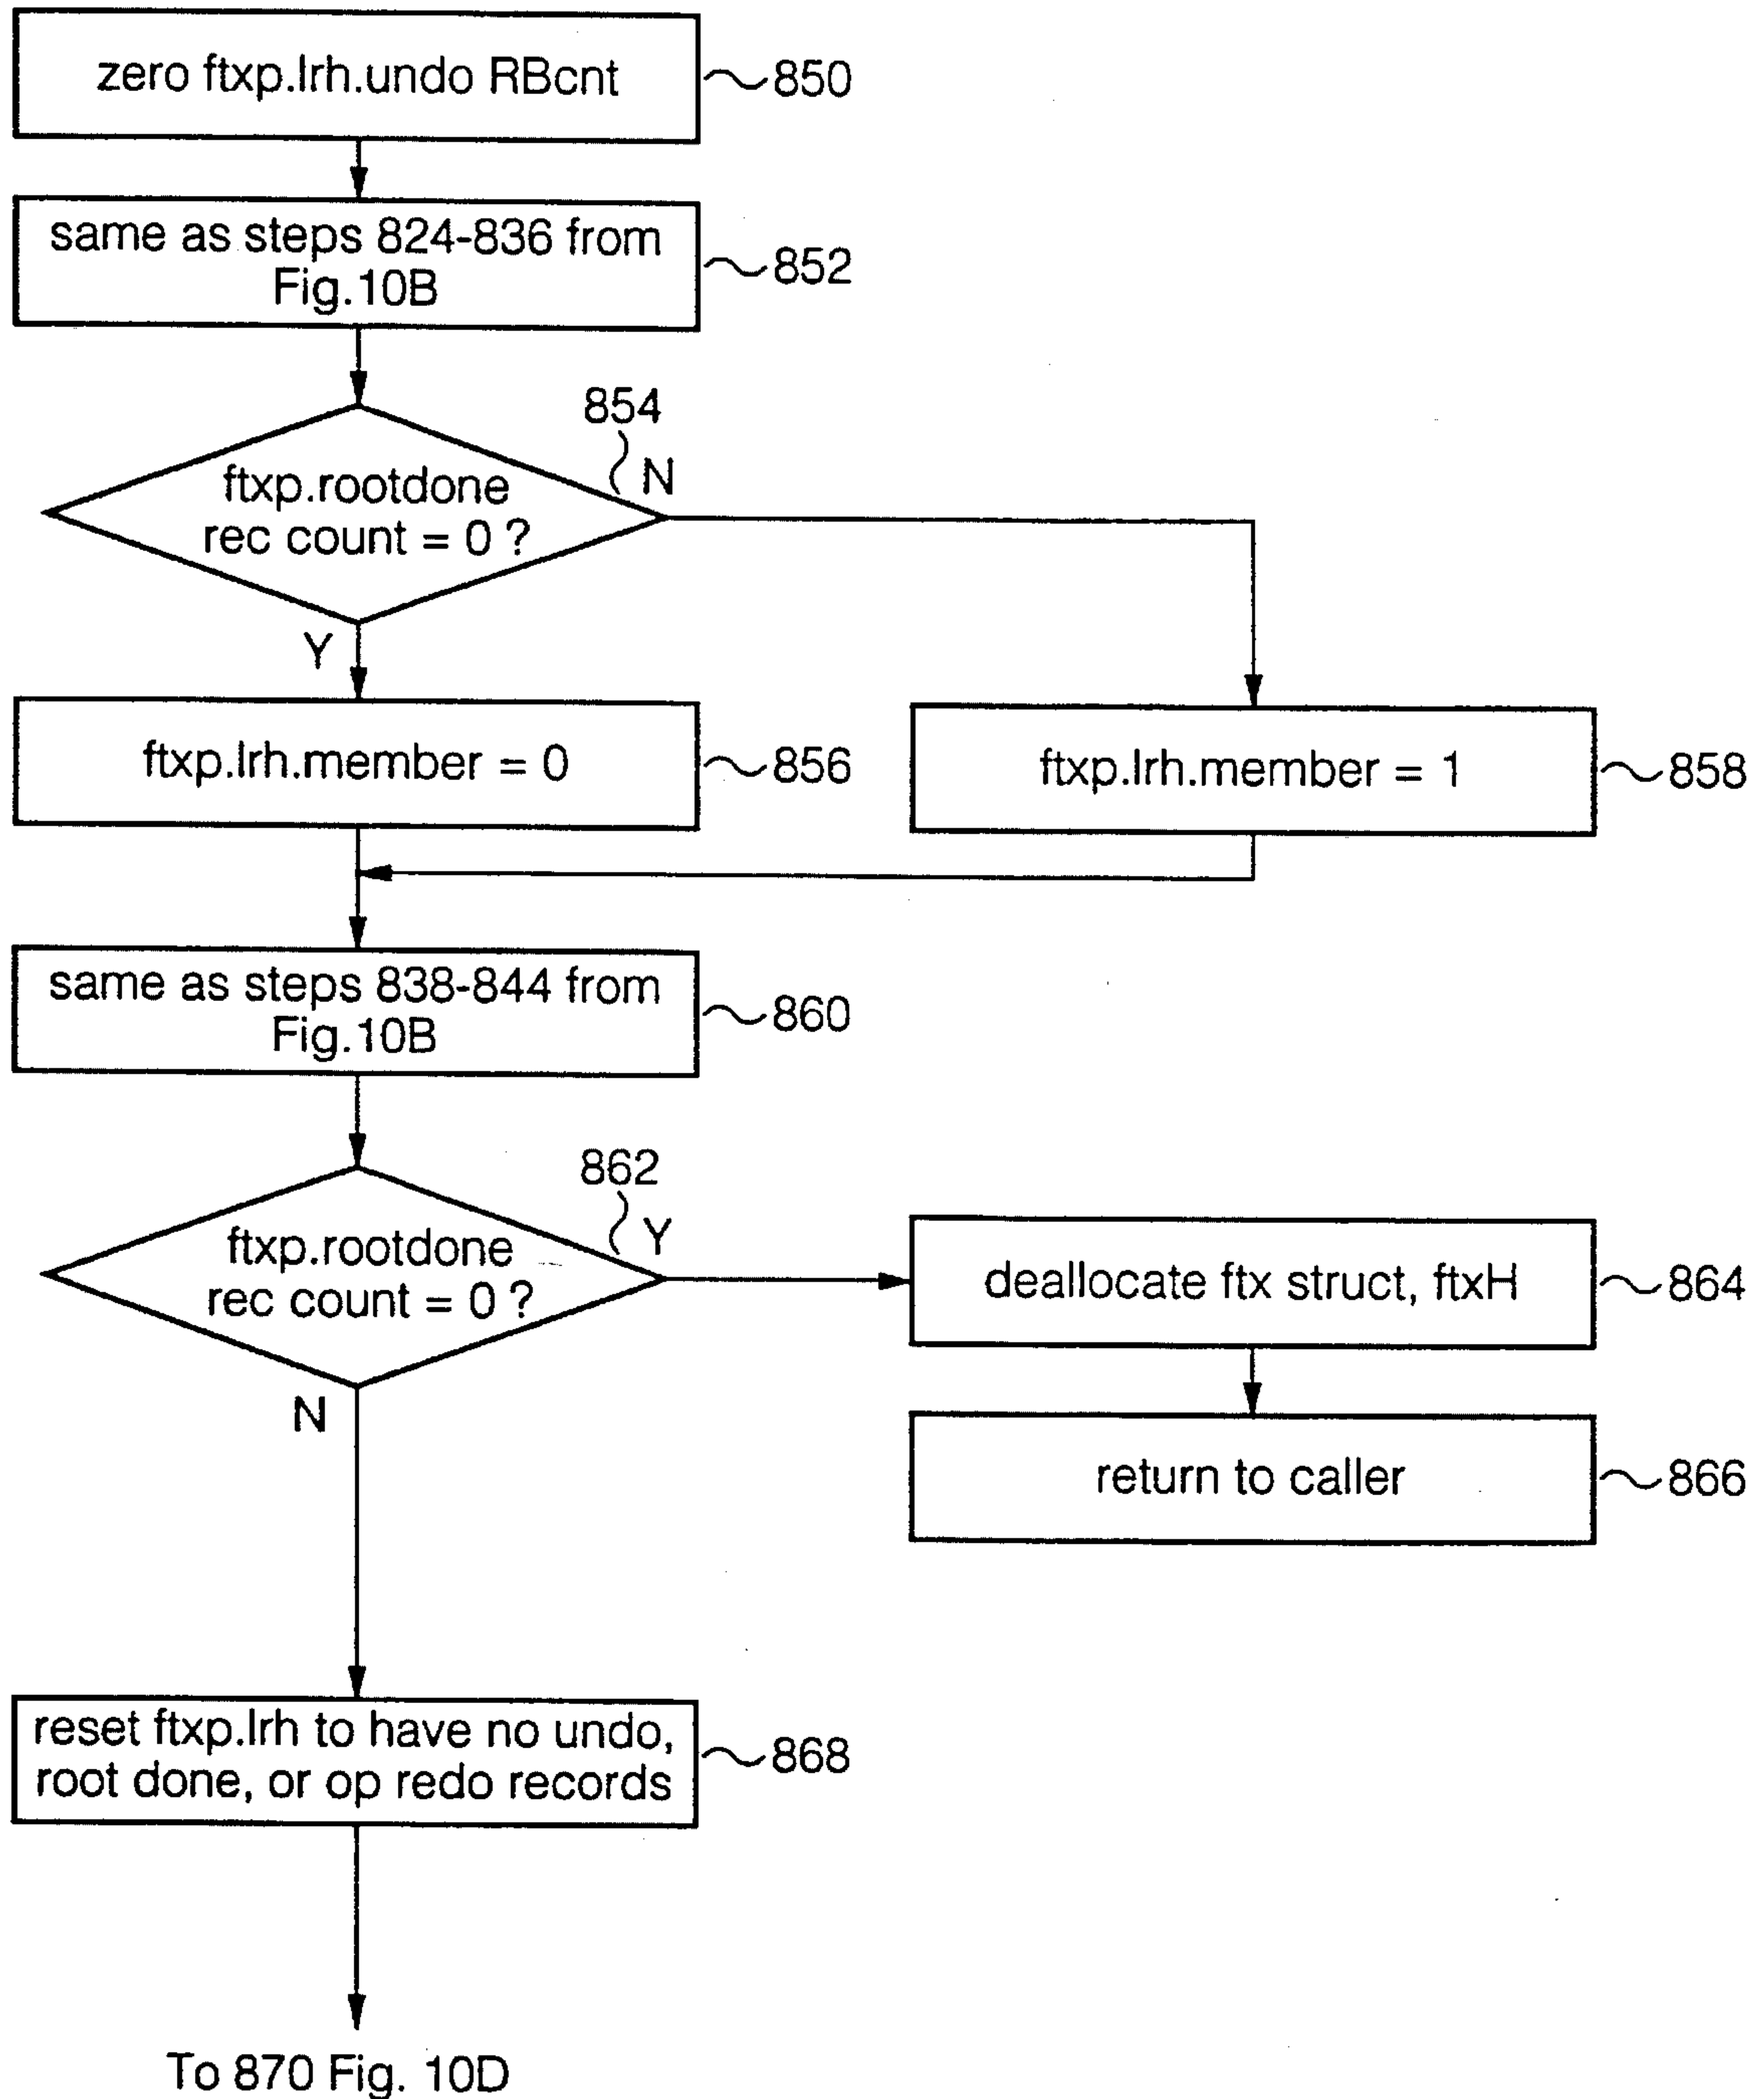 zero ftxp.lrh.undo RBcnt
850
same as steps 824-836 from
Fig.10B
852
854
ftxp.rootdone
rec count = 0 ?
N
Y
ftxp.lrh.member = 0
856
ftxp.lrh.member = 1
858
same as steps 838-844 from
Fig.10B
860
862
ftxp.rootdone
rec count = 0 ?
Y
N
deallocate ftx struct, ftxH
864
return to caller
866
reset ftxp.lrh to have no undo,
root done, or op redo records
868
To 870 Fig. 10D